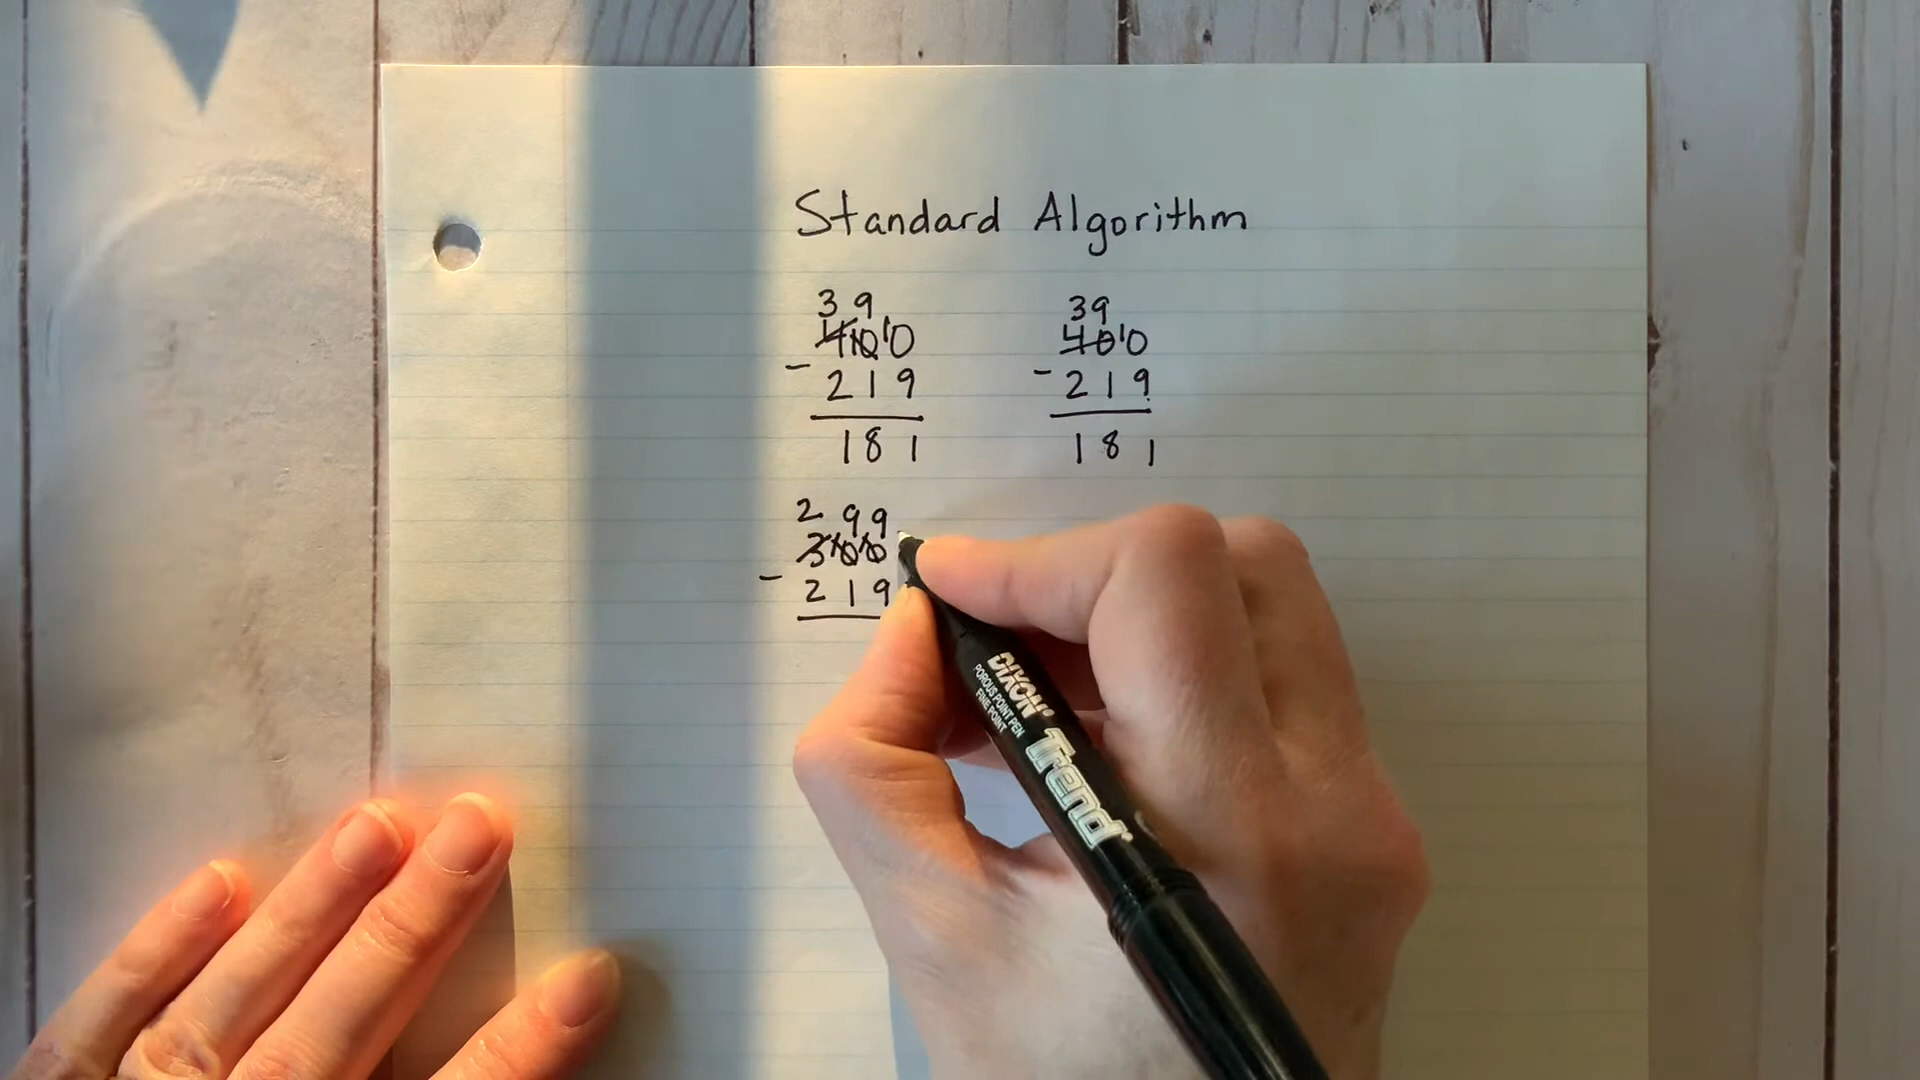 Standard Algorithm
3 9
4 10 10
- 2 1 9
1 8 1
3 9
4 0 10
- 2 1 9
1 8 1
2 9 9
3 10 10
- 2 1 9
DIXON
POROUS POINT PEN
FINE POINT
Trend